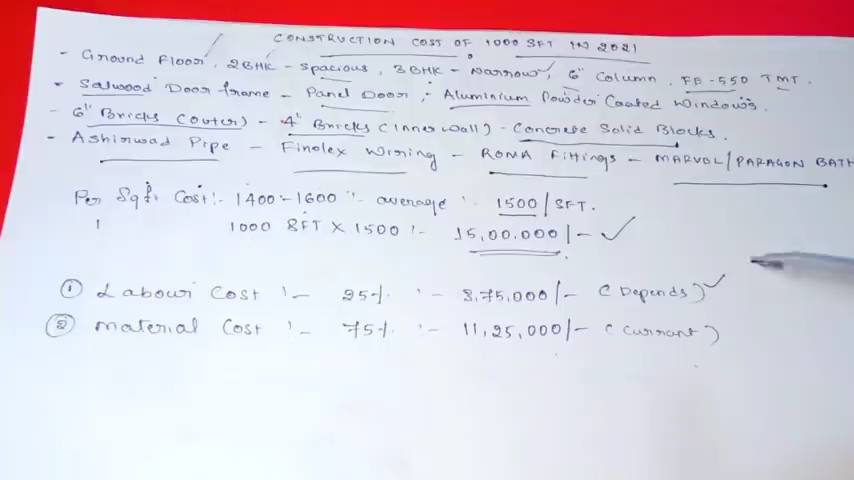 CONSTRUCTION COST OF 1000 SFT IN 2021
- Ground Floor, 2BHK - Spacious, 3BHK - Narrow, 6" Column, FE-550 TMT.
- Salwood Door frame - Panel Door, - Aluminium Powder Coated Windows.
- 6" Bricks (Outer) - 4" Bricks (Inner wall) - Concrete Solid Blocks.
- Ashirwad Pipe - Finolex Wiring - ROMA Fittings - MARVOL/PARAGON BATH
Per Sqft Cost :- 1400 - 1600 :- average :- 1500/SFT.
1000 SFT X 1500 :- 15,00,000/-
① Labour Cost :- 25% :- 3,75,000/- (Depends)
② Material Cost :- 75% :- 11,25,000/- (Currant)